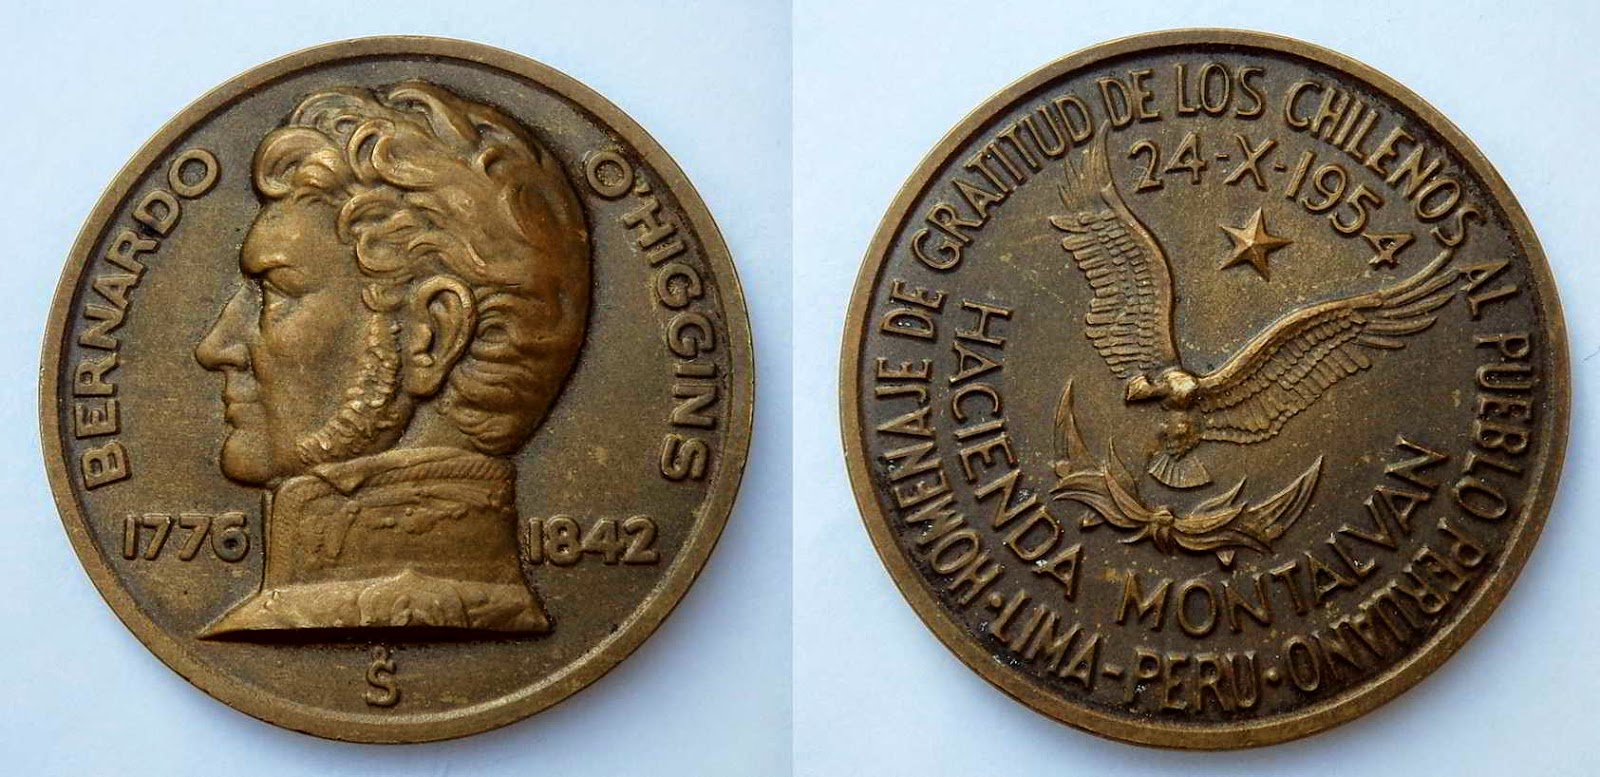 BERNARDO O'HIGGINS
1776 1842
S
HOMENAJE DE GRATITUD DE LOS CHILENOS AL PUEBLO PERUANO · LIMA-PERU ·
24-X-1954
HACIENDA MONTALVAN